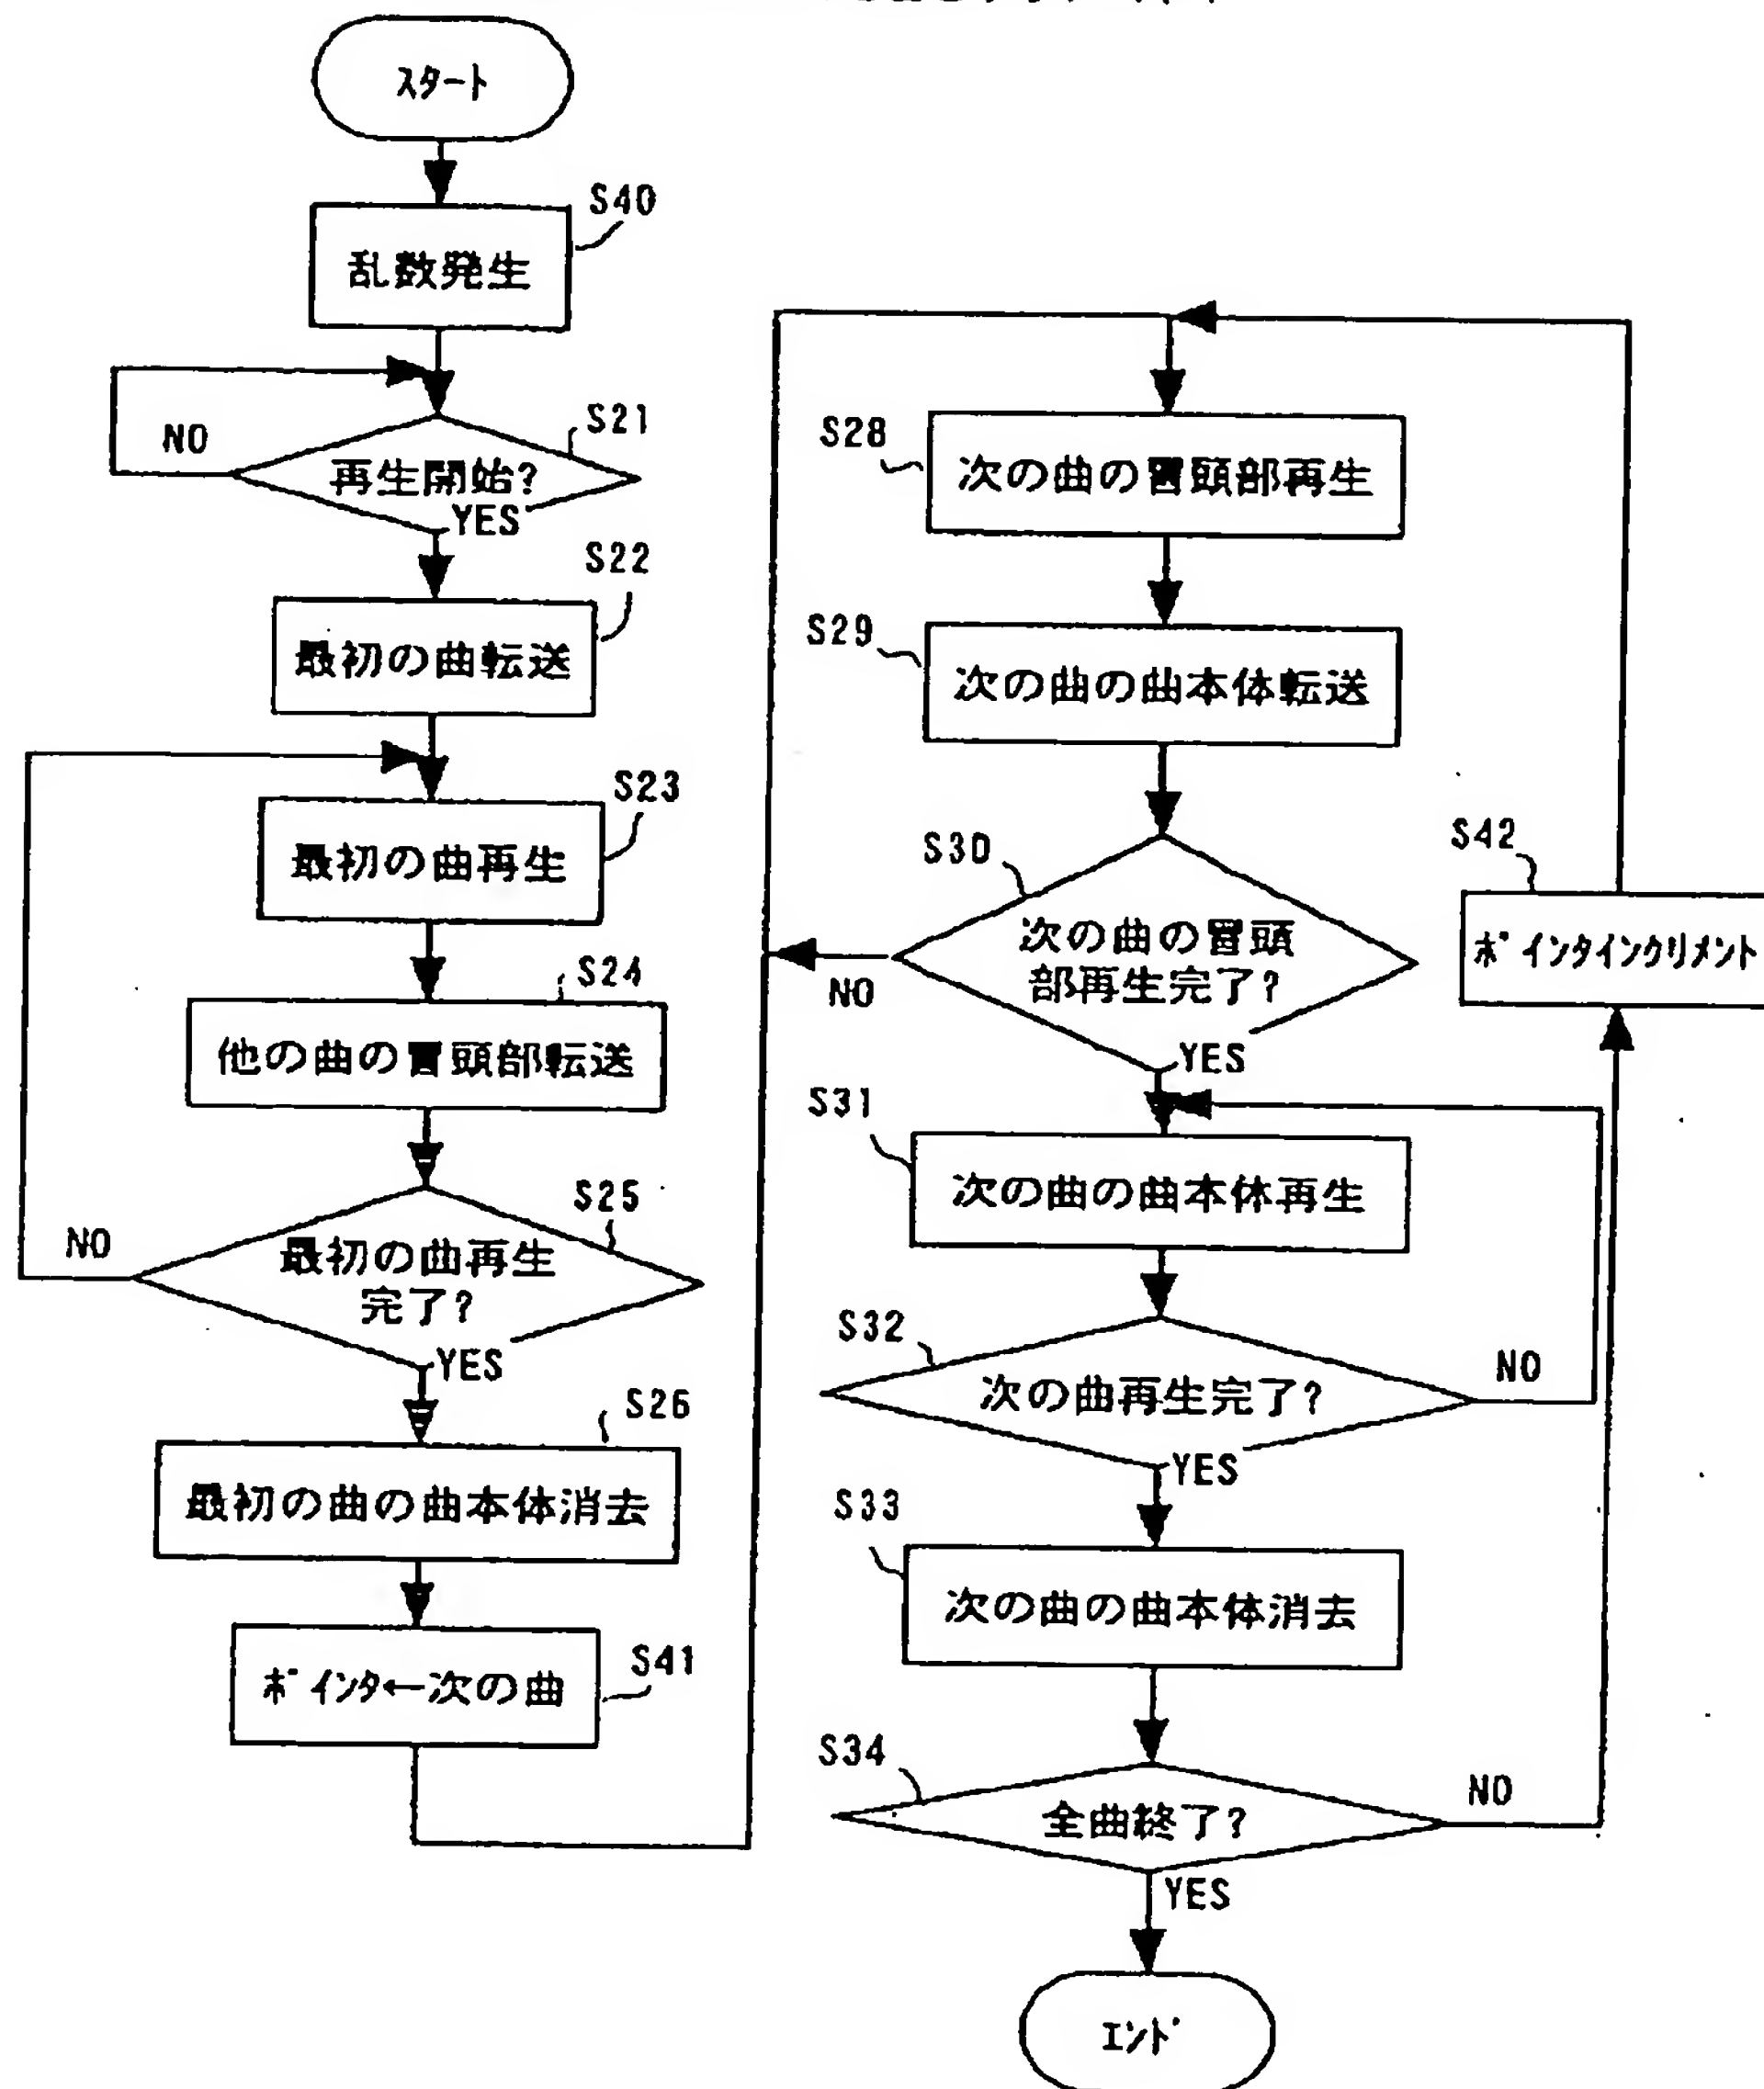 スタート
S40
乱数発生
NO
S21
再生開始?
YES
S22
最初の曲転送
S23
最初の曲再生
S24
他の曲の冒頭部転送
S25
NO
最初の曲再生
完了?
YES
S26
最初の曲の曲本体消去
S41
ポインタ←次の曲
S28
次の曲の冒頭部再生
S29
次の曲の曲本体転送
S30
次の曲の冒頭
部再生完了?
NO
YES
S42
ポインタインクリメント
S31
次の曲の曲本体再生
S32
次の曲再生完了?
NO
YES
S33
次の曲の曲本体消去
S34
全曲終了?
NO
YES
エンド